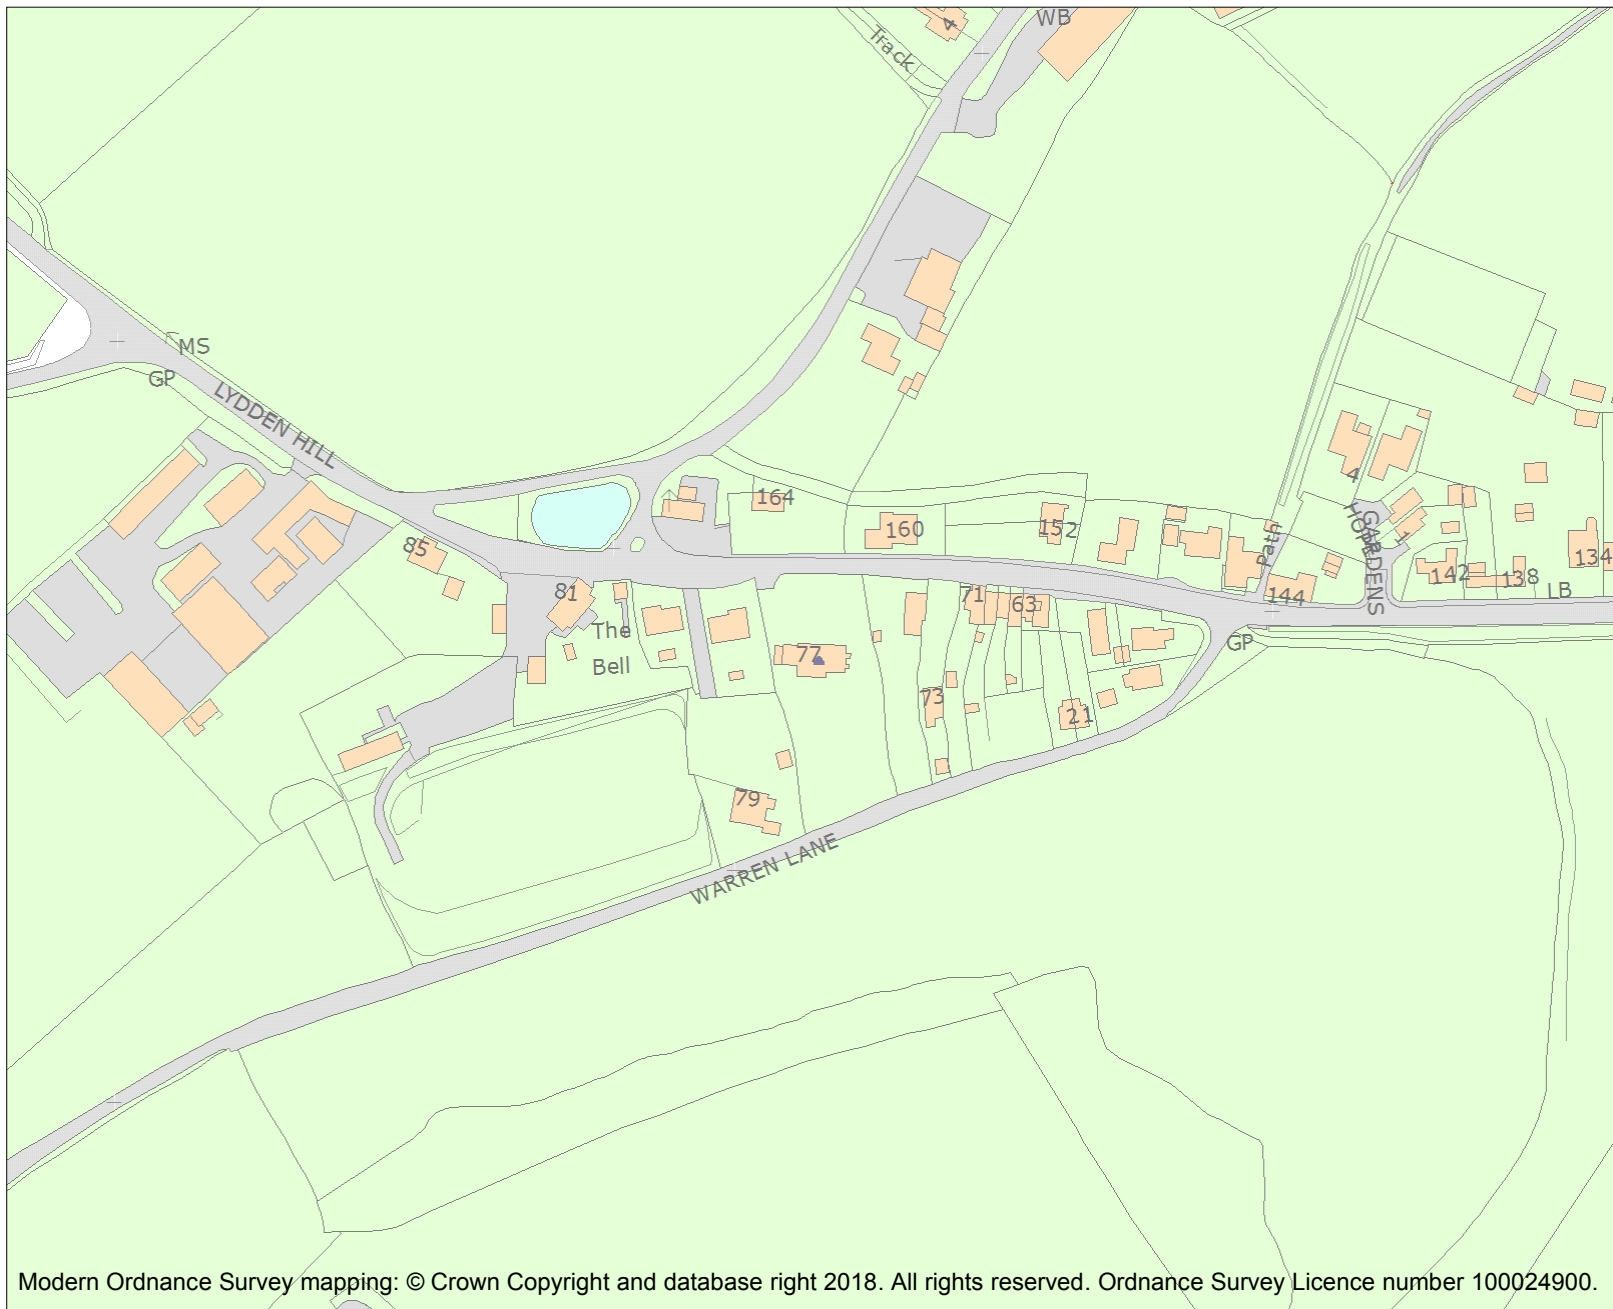 4
WB
Track
MS
GP
LYDDEN HILL
85
81
The
Bell
164
160
152
Path
4
HOPE
GARDENS
1
144
142
138
134
LB
GP
71
63
77
73
21
79
WARREN LANE
Modern Ordnance Survey mapping: © Crown Copyright and database right 2018. All rights reserved. Ordnance Survey Licence number 100024900.